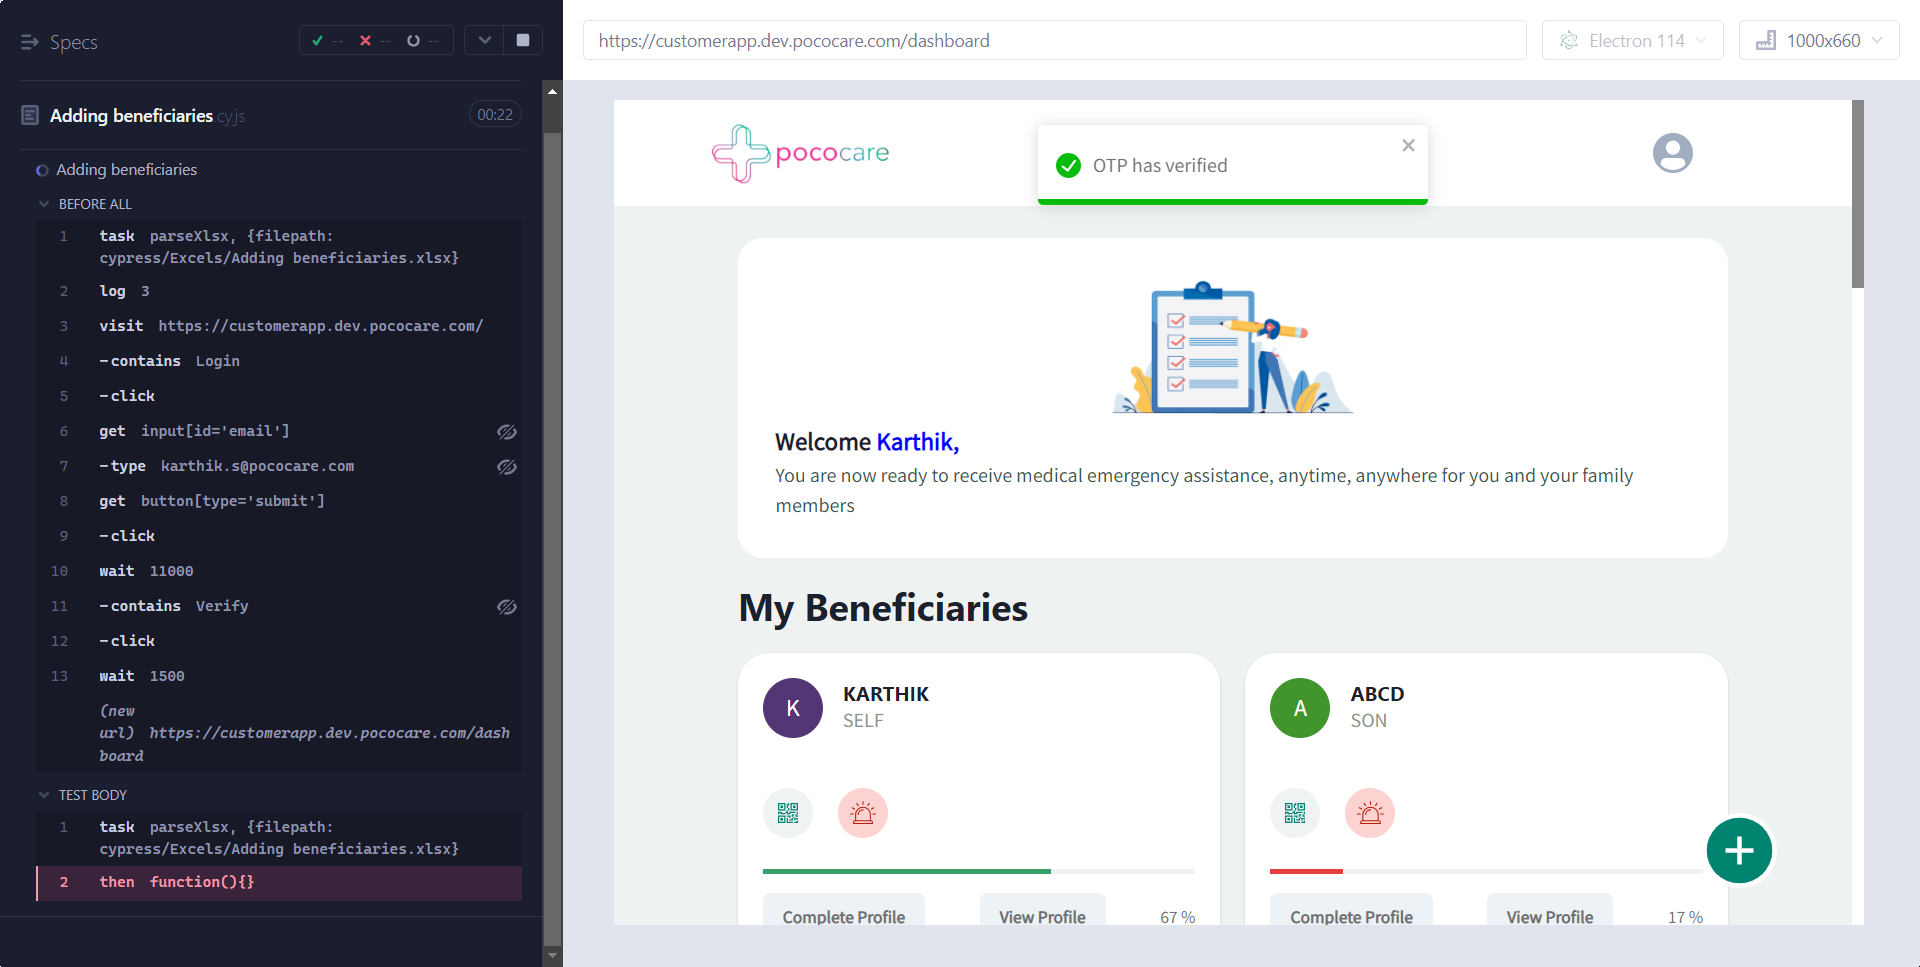 Specs
-- -- --
Adding beneficiaries.cy.js
00:22
Adding beneficiaries
BEFORE ALL
1 task parseXlsx, {filepath:
cypress/Excels/Adding beneficiaries.xlsx}
2 log 3
3 visit https://customerapp.dev.pococare.com/
4 -contains Login
5 -click
6 get input[id='email']
7 -type karthik.s@pococare.com
8 get button[type='submit']
9 -click
10 wait 11000
11 -contains Verify
12 -click
13 wait 1500
(new
url) https://customerapp.dev.pococare.com/dash
board
TEST BODY
1 task parseXlsx, {filepath:
cypress/Excels/Adding beneficiaries.xlsx}
2 then function(){}
https://customerapp.dev.pococare.com/dashboard
Electron 114
1000x660
pococare
OTP has verified
Welcome Karthik,
You are now ready to receive medical emergency assistance, anytime, anywhere for you and your family
members
My Beneficiaries
K
KARTHIK
SELF
Complete Profile
View Profile
67 %
A
ABCD
SON
Complete Profile
View Profile
17 %